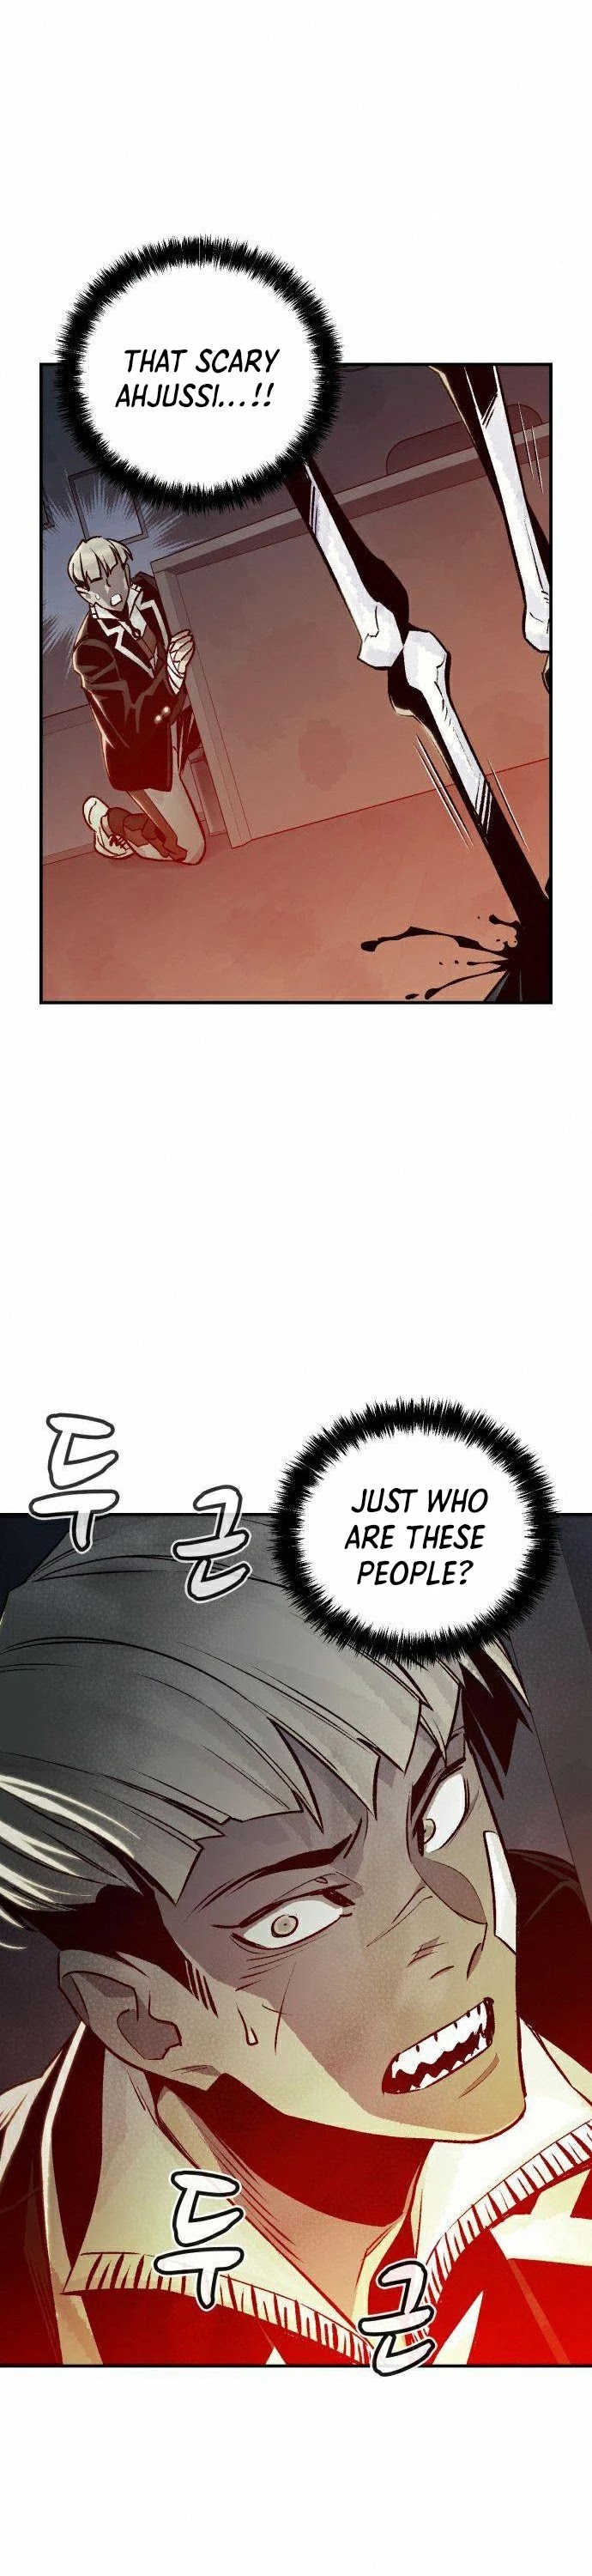 THAT SCARY
AHJUSSI...!!
두근
JUST WHO
ARE THESE
PEOPLE?
두근